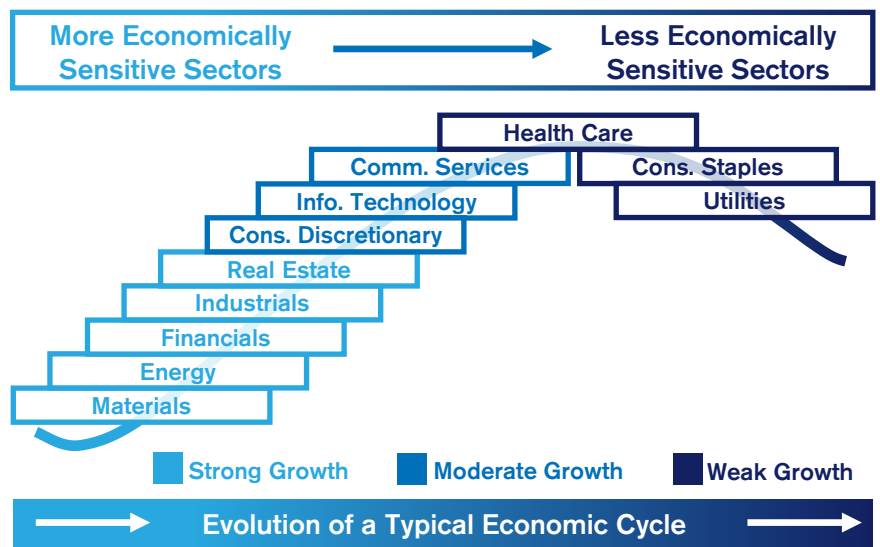 More Economically
Sensitive Sectors
Less Economically
Sensitive Sectors
Health Care
Comm. Services
Cons. Staples
Info. Technology
Utilities
Cons. Discretionary
Real Estate
Industrials
Financials
Energy
Materials
Strong Growth
Moderate Growth
Weak Growth
Evolution of a Typical Economic Cycle